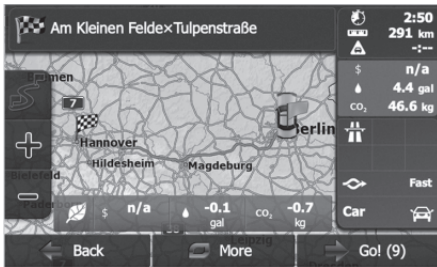 Am Kleinen Felde×Tulpenstraße
2:50
291 km
-:--
$ n/a
4.4 gal
CO₂ 46.6 kg
7
Berlin
Hannover
Hildesheim
Magdeburg
Bielefeld
Fast
$ n/a
-0.1 gal
CO₂ -0.7 kg
Car
Leipzig
Back
More
Go! (9)